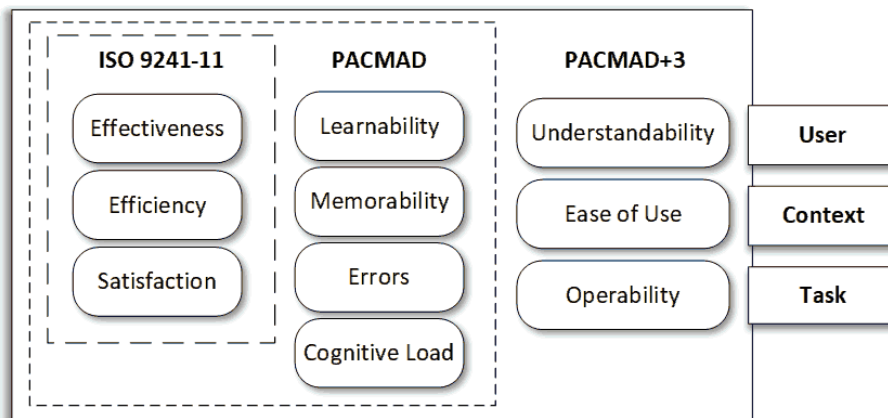 ISO 9241-11
Effectiveness
Efficiency
Satisfaction
PACMAD
Learnability
Memorability
Errors
Cognitive Load
PACMAD+3
Understandability
Ease of Use
Operability
User
Context
Task